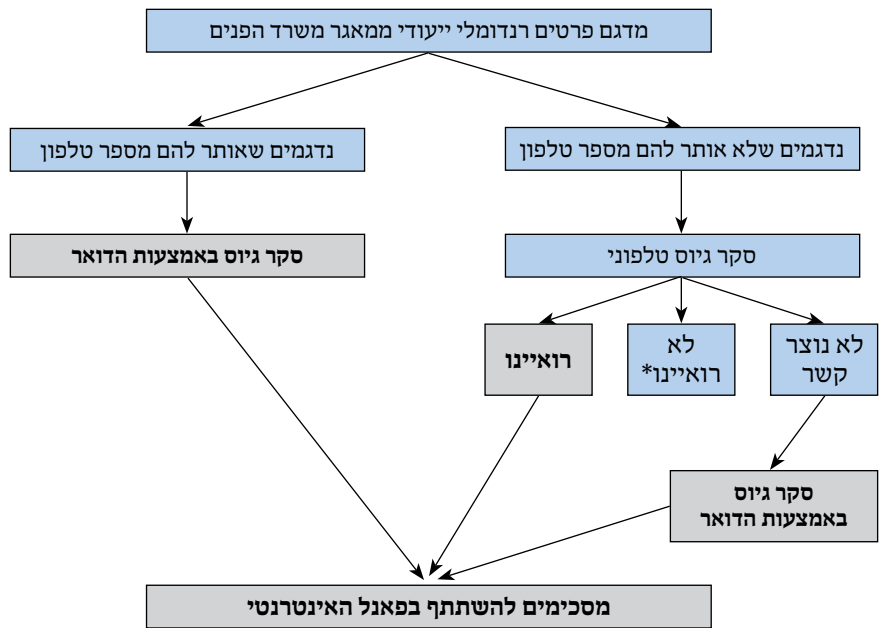 מדגם פרטים רנדומלי ייעודי ממאגר משרד הפנים
נדגמים שלא אותר להם מספר טלפון
נדגמים שאותר להם מספר טלפון
סקר גיוס טלפוני
סקר גיוס באמצעות הדואר
לא נוצר
קשר
לא
רואיינו*
רואיינו
סקר גיוס
באמצעות הדואר
מסכימים להשתתף בפאנל האינטרנטי